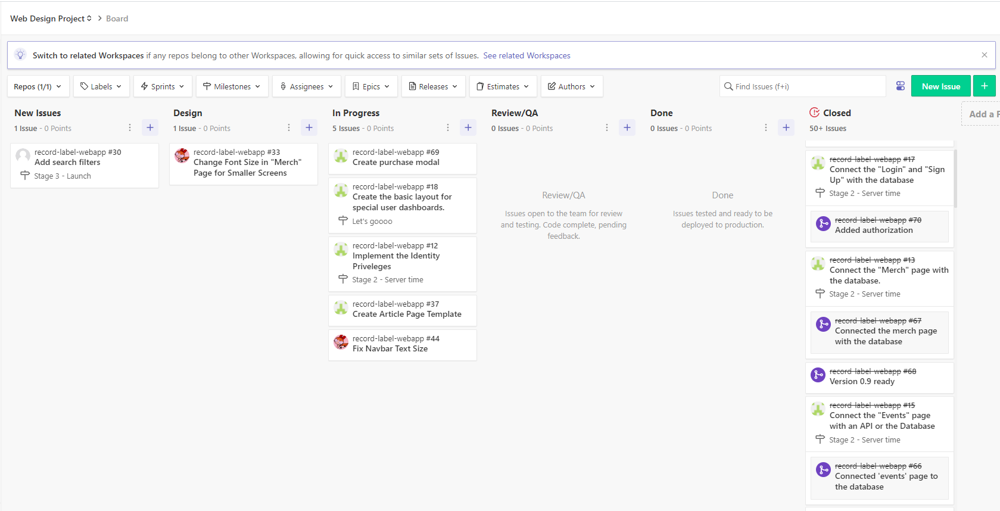 Web Design Project > Board
Switch to related Workspaces if any repos belong to other Workspaces, allowing for quick access to similar sets of Issues. See related Workspaces
Repos (1/1) Labels Sprints Milestones Assignees Epics Releases Estimates Authors Find Issues (f+i) New Issue +
New Issues
1 Issue - 0 Points
record-label-webapp #30
Add search filters
Stage 3 - Launch
Design
1 Issue - 0 Points
record-label-webapp #33
Change Font Size in "Merch"
Page for Smaller Screens
In Progress
5 Issues - 0 Points
record-label-webapp #69
Create purchase modal
record-label-webapp #18
Create the basic layout for
special user dashboards.
Let's goooo
record-label-webapp #12
Implement the Identity
Priveleges
Stage 2 - Server time
record-label-webapp #37
Create Article Page Template
record-label-webapp #44
Fix Navbar Text Size
Review/QA
0 Issues - 0 Points
Review/QA
Issues open to the team for review
and testing. Code complete, pending
feedback.
Done
0 Issues - 0 Points
Done
Issues tested and ready to be
deployed to production.
Closed
50+ Issues
record-label-webapp #17
Connect the "Login" and "Sign
Up" with the database
Stage 2 - Server time
record-label-webapp #70
Added authorization
record-label-webapp #13
Connect the "Merch" page with
the database.
Stage 2 - Server time
record-label-webapp #67
Connected the merch page
with the database
record-label-webapp #68
Version 0.9 ready
record-label-webapp #15
Connect the "Events" page
with an API or the Database
Stage 2 - Server time
record-label-webapp #66
Connected 'events' page to
the database
Add a